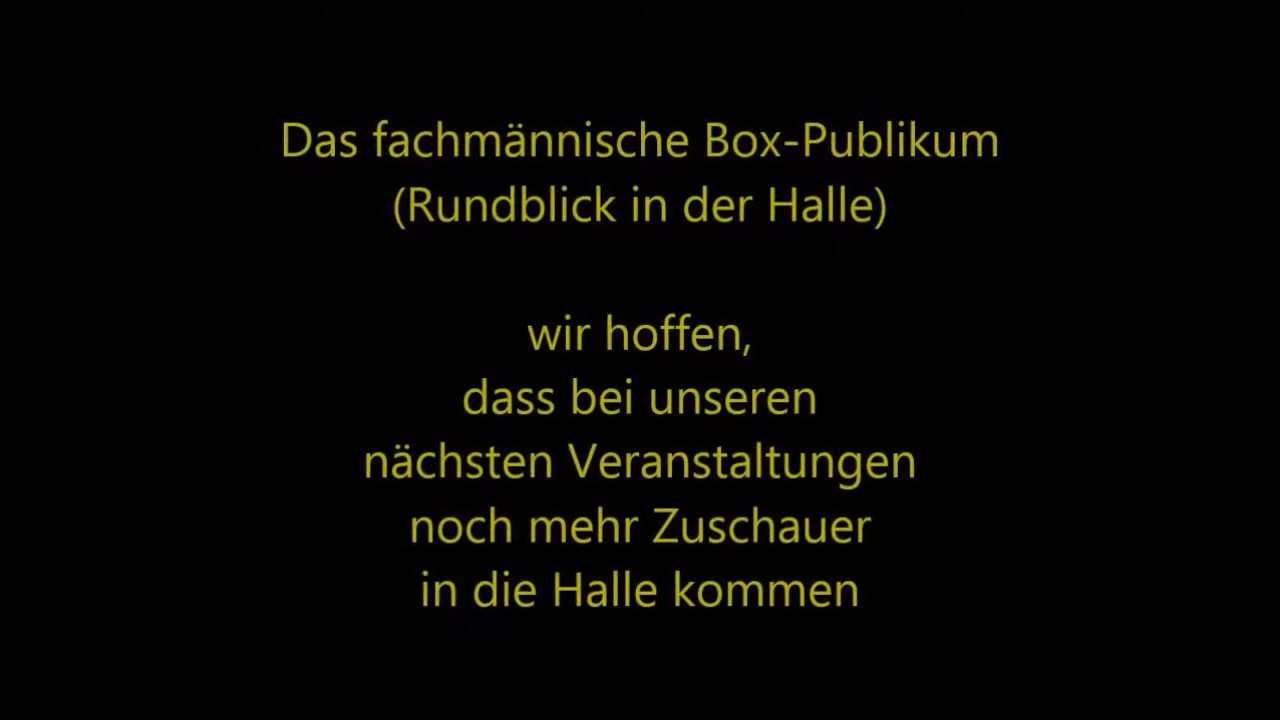 Das fachmännische Box-Publikum
(Rundblick in der Halle)
wir hoffen,
dass bei unseren
nächsten Veranstaltungen
noch mehr Zuschauer
in die Halle kommen